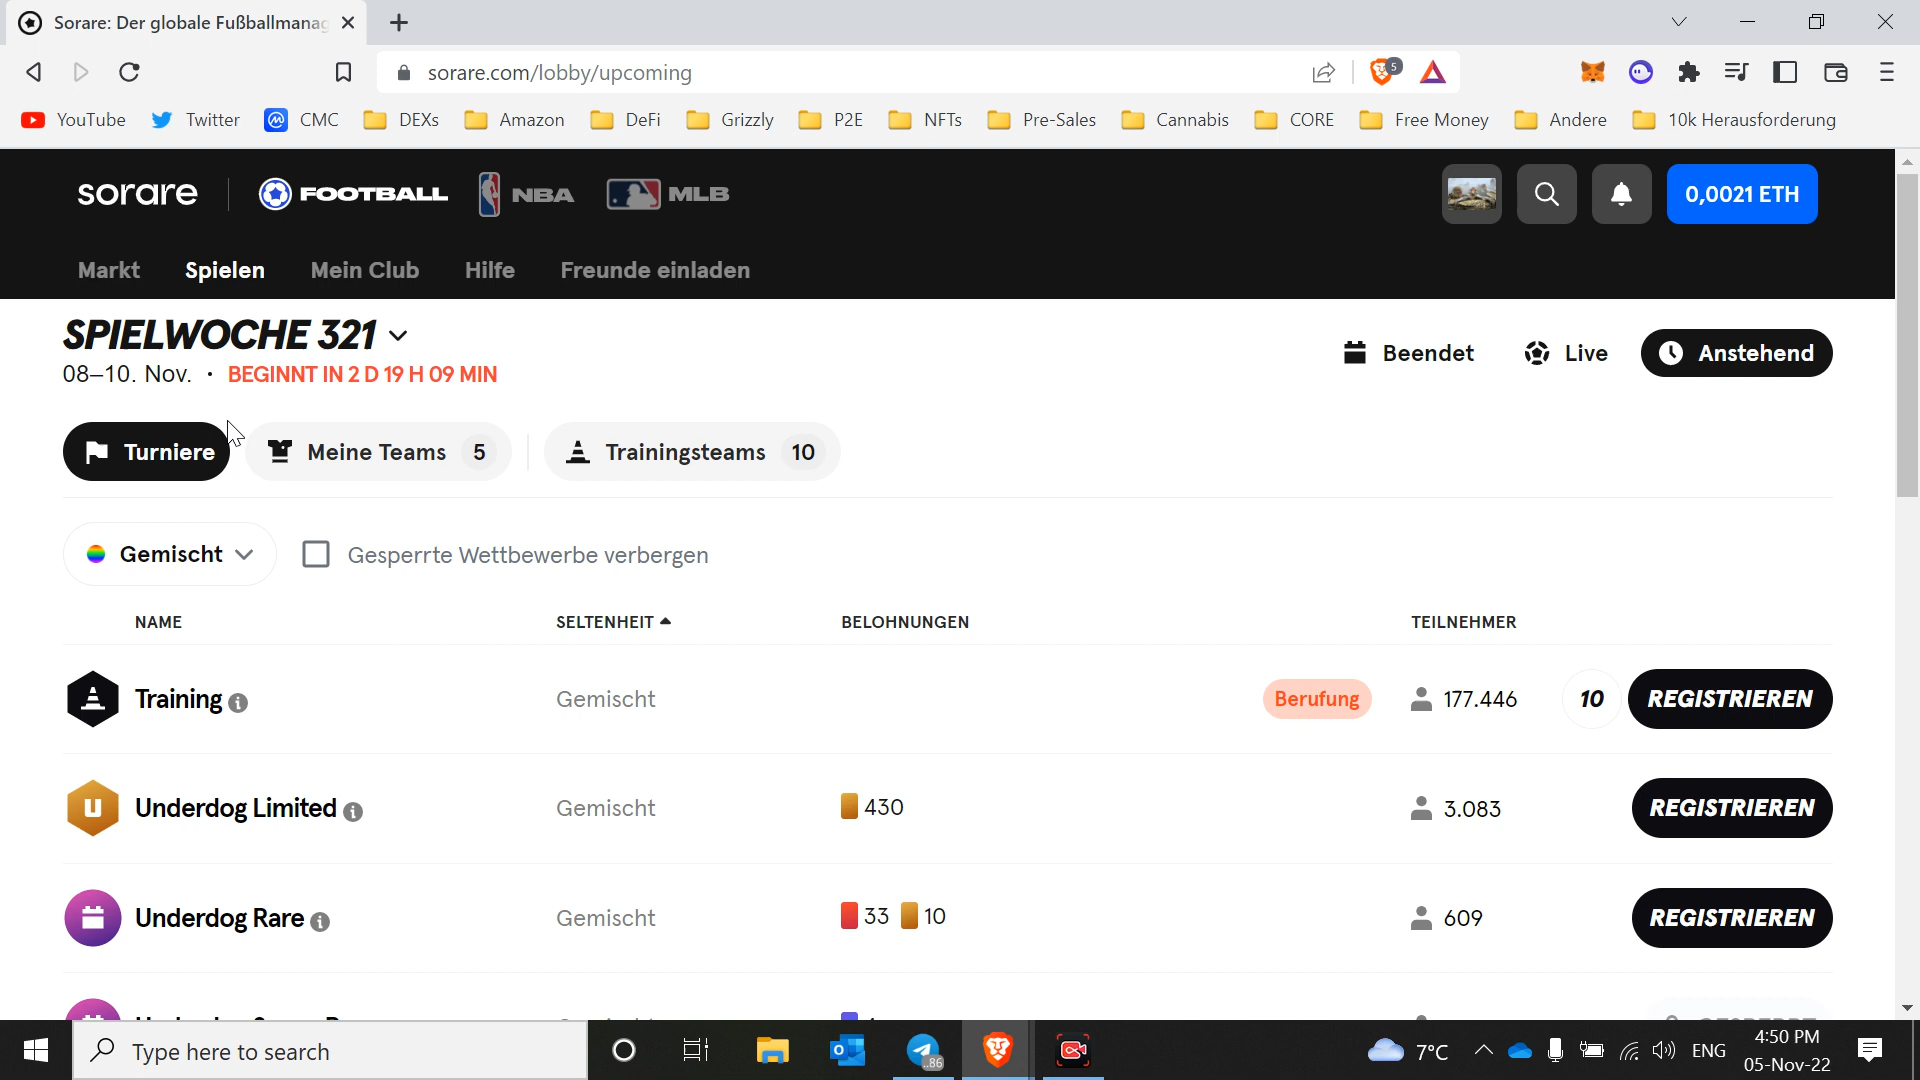 Sorare: Der globale Fußballmanag
sorare.com/lobby/upcoming
5
YouTube
Twitter
CMC
DEXs
Amazon
DeFi
Grizzly
P2E
NFTs
Pre-Sales
Cannabis
CORE
Free Money
Andere
10k Herausforderung
sorare
FOOTBALL
NBA
MLB
0,0021 ETH
Markt
Spielen
Mein Club
Hilfe
Freunde einladen
SPIELWOCHE 321
08–10. Nov. • BEGINNT IN 2 D 19 H 09 MIN
Beendet
Live
Anstehend
Turniere
Meine Teams 5
Trainingsteams 10
Gemischt
Gesperrte Wettbewerbe verbergen
NAME SELTENHEIT BELOHNUNGEN TEILNEHMER
Training Gemischt Berufung 177.446 10 REGISTRIEREN
U Underdog Limited Gemischt 430 3.083 REGISTRIEREN
Underdog Rare Gemischt 33 10 609 REGISTRIEREN
Type here to search
..86
7°C
ENG
4:50 PM
05-Nov-22